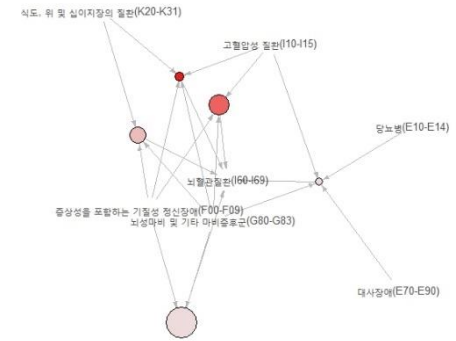 식도, 위 및 십이지장의 질환(K20-K31)
고혈압성 질환(I10-I15)
당뇨병(E10-E14)
뇌혈관질환(I60-I69)
증상성을 포함하는 기질성 정신장애(F00-F09)
뇌성마비 및 기타 마비증후군(G80-G83)
대사장애(E70-E90)